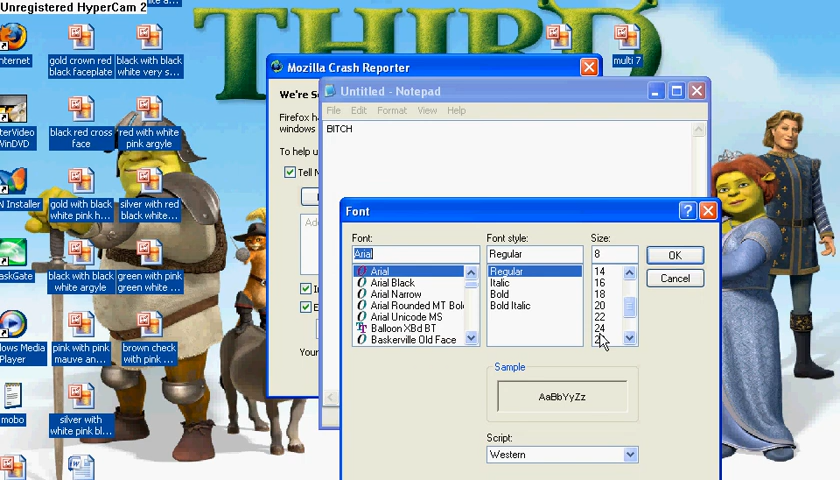 Unregistered HyperCam 2
THIRD
nternet
gold crown red
black faceplate
black with black
white very s...
multi 7
terVideo
WinDVD
black red cross
face
red with white
pink argyle
N Installer
gold with black
white pink h...
silver with red
black white...
askGate
black with black
white argyle
green with pink
green white ...
ows Media
Player
pink with pink
mauve an...
brown check
with pink ...
mobo
silver with
white pink bl...
Mozilla Crash Reporter
We're S
Firefox h
windows
To help u
Tell
Your
Untitled - Notepad
File Edit Format View Help
BITCH
Font
Font: Font style: Size:
Arial Regular 8
OK
Cancel
Arial Regular 14
Arial Black Italic 16
Arial Narrow Bold 18
Arial Rounded MT Bol Bold Italic 20
Arial Unicode MS 22
Balloon XBd BT 24
Baskerville Old Face
Sample
AaBbYyZz
Script:
Western